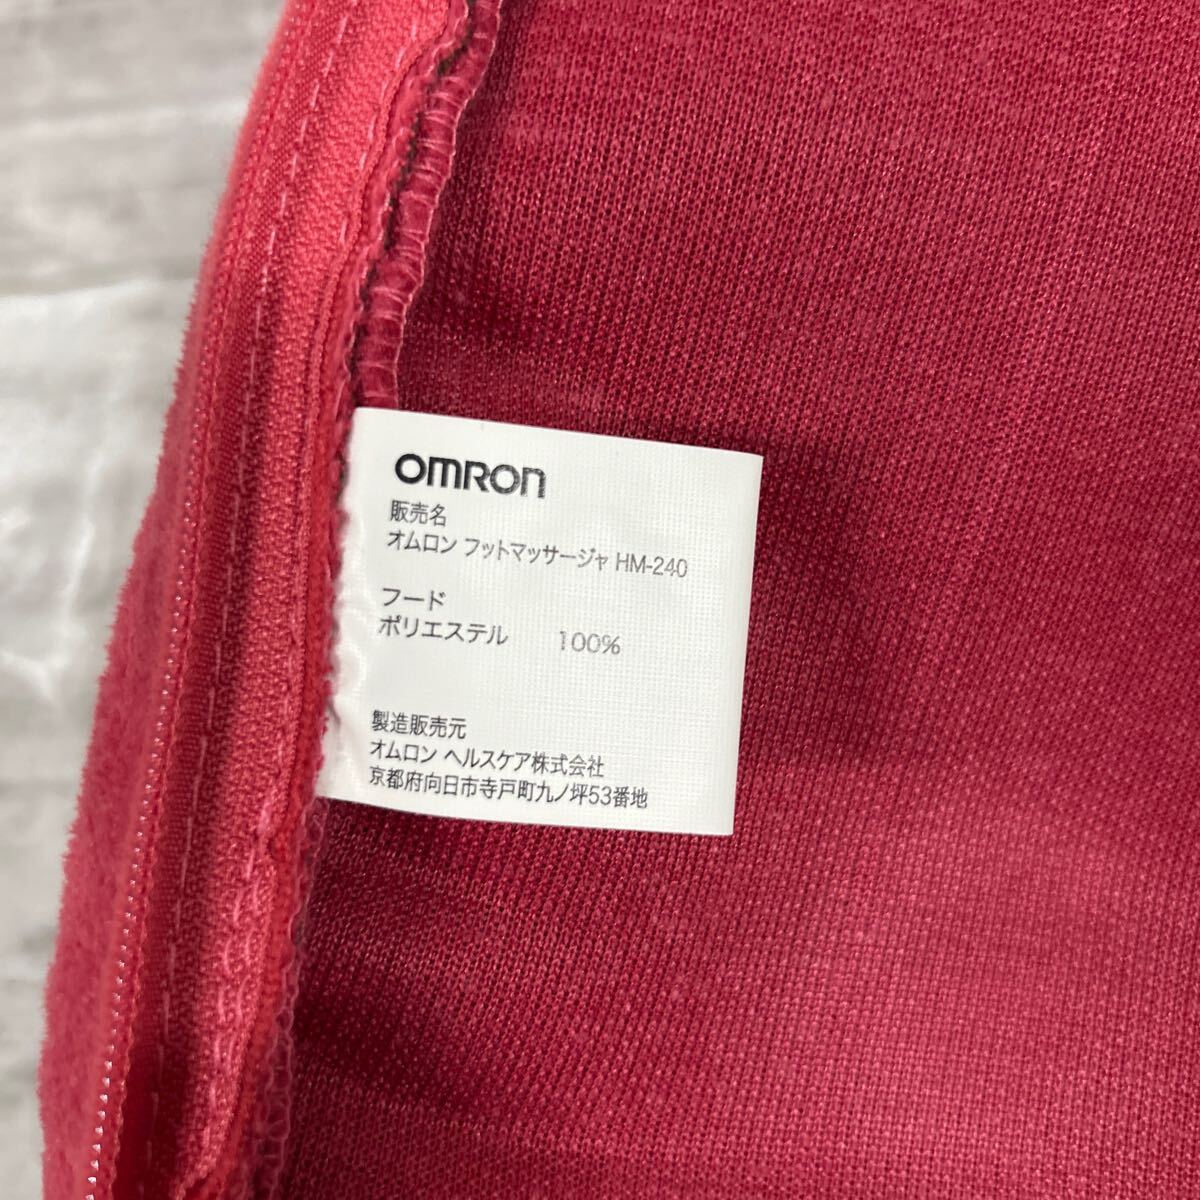 OMRON
販売名
オムロン フットマッサージャ HM-240
フード
ポリエステル 100%
製造販売元
オムロン ヘルスケア株式会社
京都府向日市寺戸町九ノ坪53番地